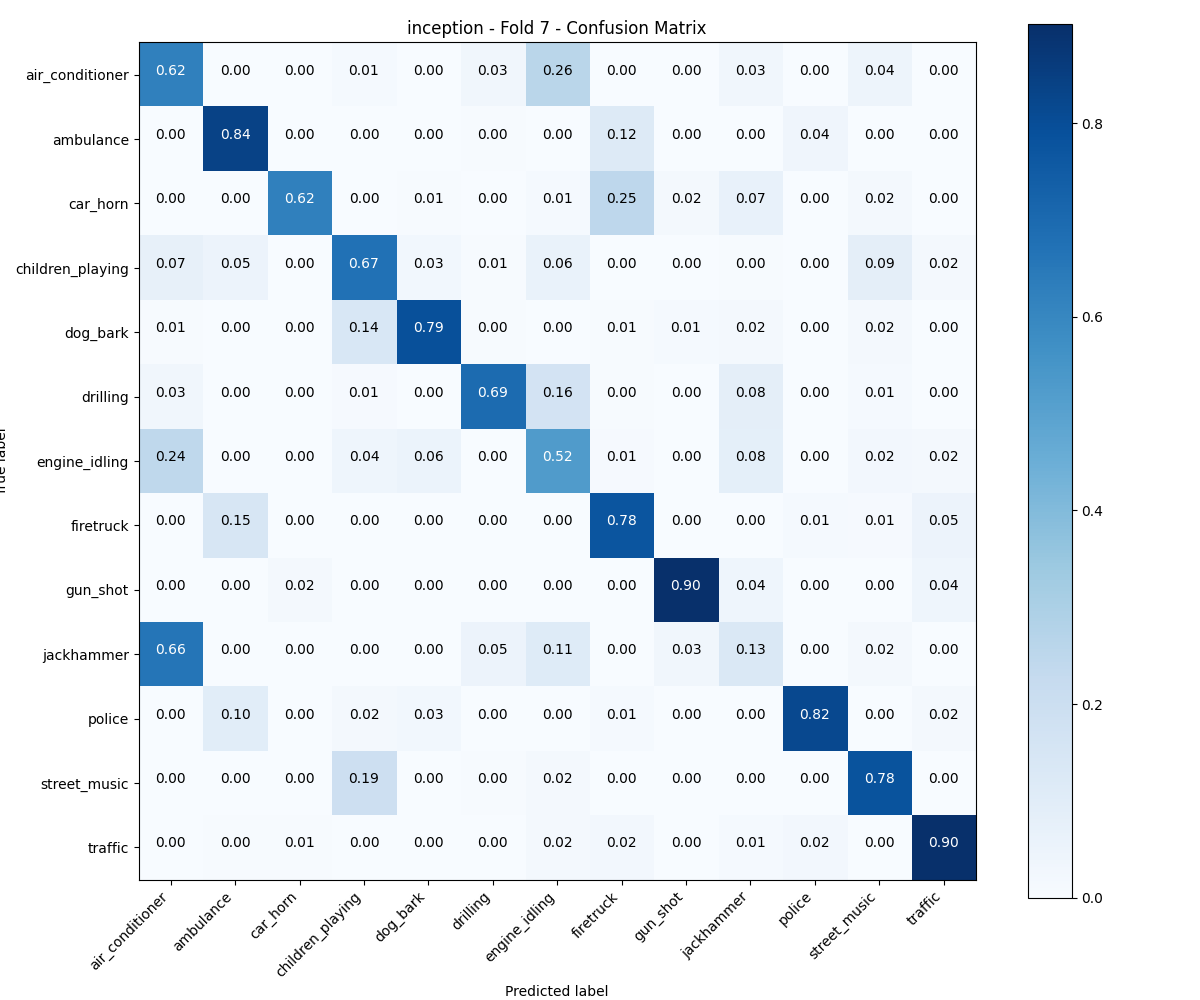 inception - Fold 7 - Confusion Matrix
air_conditioner 0.62 0.00 0.00 0.01 0.00 0.03 0.26 0.00 0.00 0.03 0.00 0.04 0.00
ambulance 0.00 0.84 0.00 0.00 0.00 0.00 0.00 0.12 0.00 0.00 0.04 0.00 0.00
car_horn 0.00 0.00 0.62 0.00 0.01 0.00 0.01 0.25 0.02 0.07 0.00 0.02 0.00
children_playing 0.07 0.05 0.00 0.67 0.03 0.01 0.06 0.00 0.00 0.00 0.00 0.09 0.02
dog_bark 0.01 0.00 0.00 0.14 0.79 0.00 0.00 0.01 0.01 0.02 0.00 0.02 0.00
drilling 0.03 0.00 0.00 0.01 0.00 0.69 0.16 0.00 0.00 0.08 0.00 0.01 0.00
engine_idling 0.24 0.00 0.00 0.04 0.06 0.00 0.52 0.01 0.00 0.08 0.00 0.02 0.02
firetruck 0.00 0.15 0.00 0.00 0.00 0.00 0.00 0.78 0.00 0.00 0.01 0.01 0.05
gun_shot 0.00 0.00 0.02 0.00 0.00 0.00 0.00 0.00 0.90 0.04 0.00 0.00 0.04
jackhammer 0.66 0.00 0.00 0.00 0.00 0.05 0.11 0.00 0.03 0.13 0.00 0.02 0.00
police 0.00 0.10 0.00 0.02 0.03 0.00 0.00 0.01 0.00 0.00 0.82 0.00 0.02
street_music 0.00 0.00 0.00 0.19 0.00 0.00 0.02 0.00 0.00 0.00 0.00 0.78 0.00
traffic 0.00 0.00 0.01 0.00 0.00 0.00 0.02 0.02 0.00 0.01 0.02 0.00 0.90
air_conditioner ambulance car_horn children_playing dog_bark drilling engine_idling firetruck gun_shot jackhammer police street_music traffic
Predicted label
label
0.8
0.6
0.4
0.2
0.0